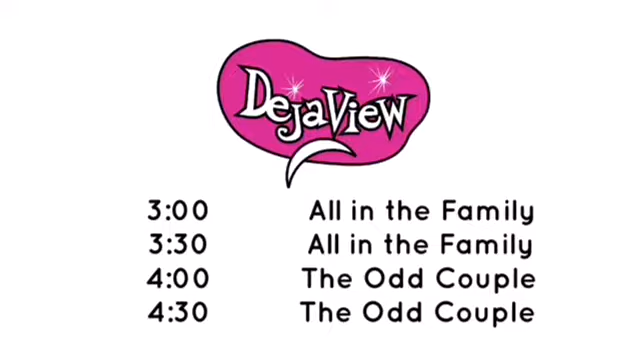 DejaView
3:00 All in the Family
3:30 All in the Family
4:00 The Odd Couple
4:30 The Odd Couple